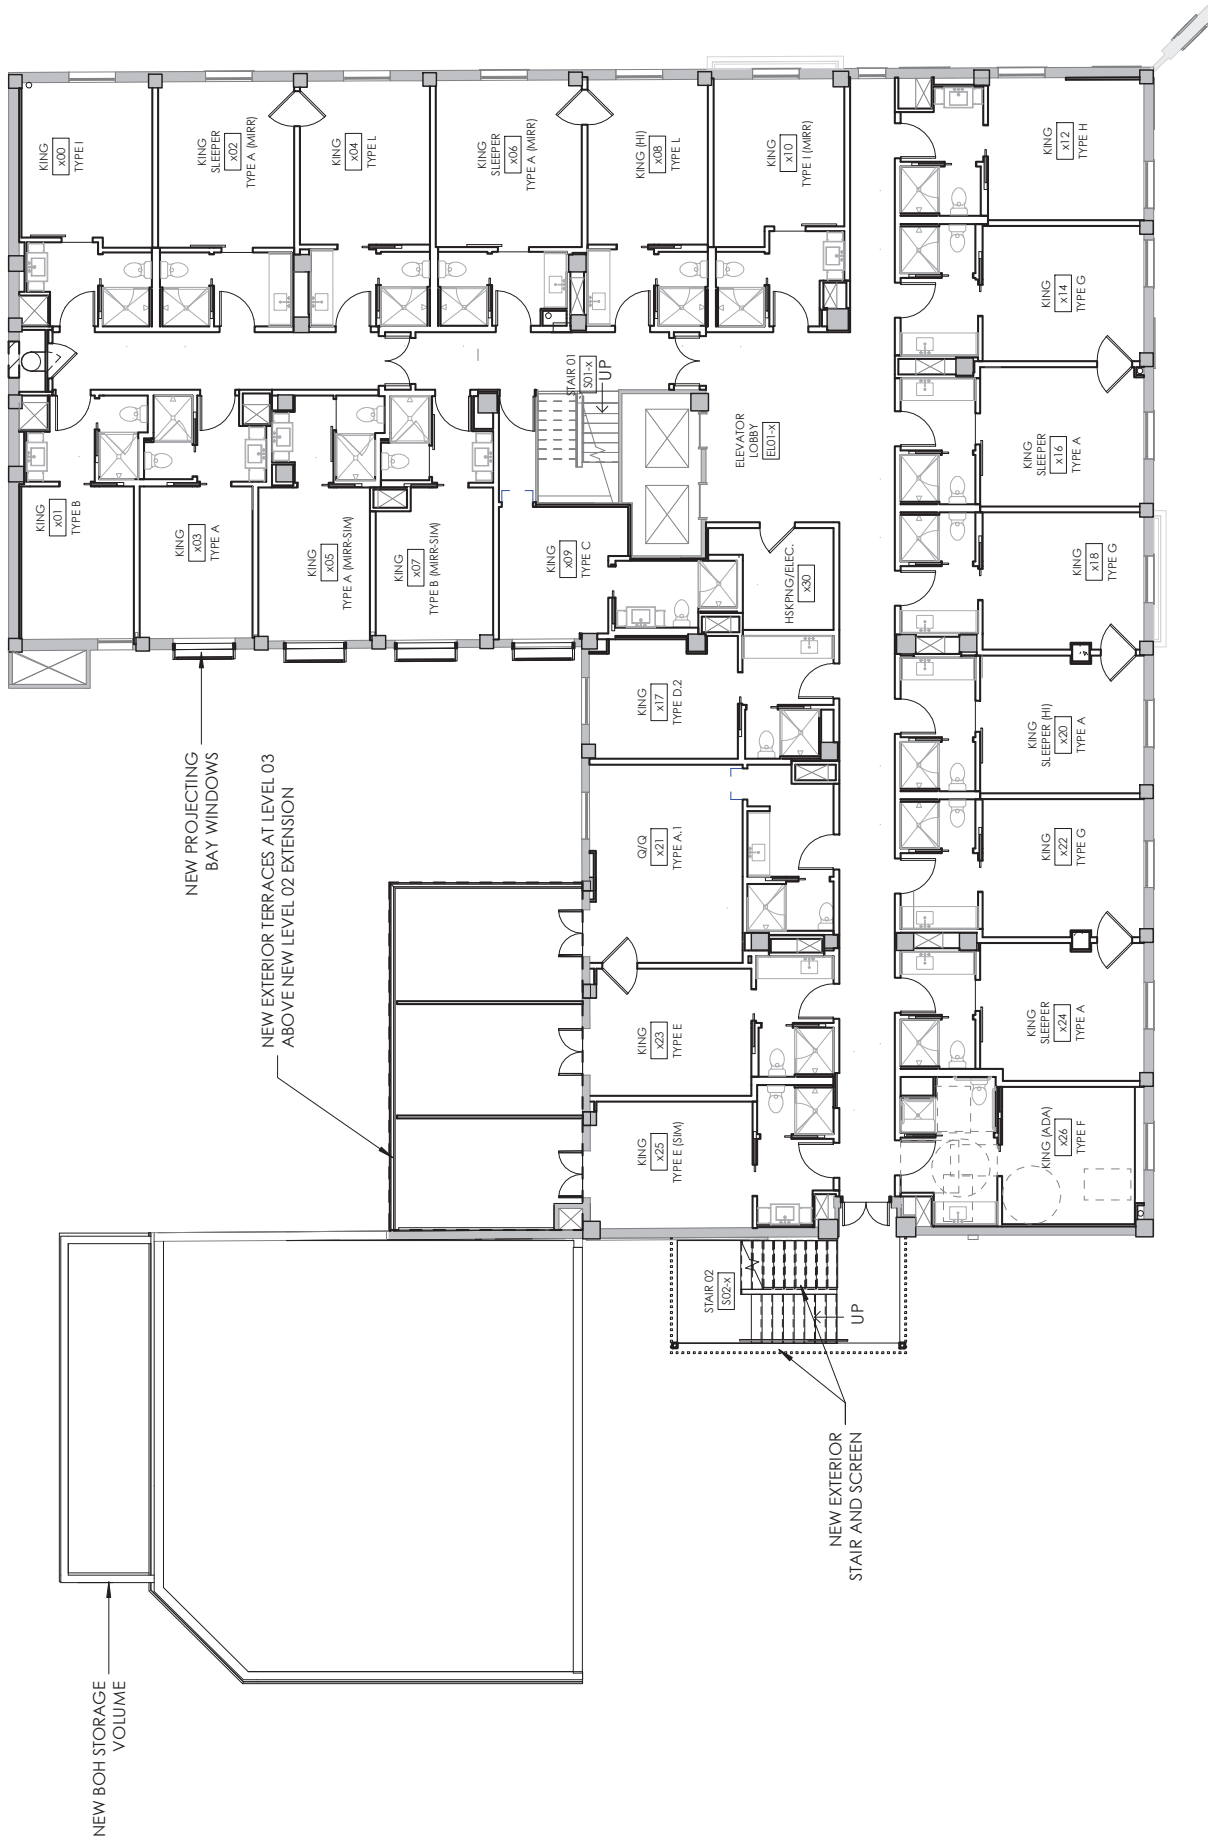 NEW BOH STORAGE
VOLUME
NEW EXTERIOR TERRACES AT LEVEL 03
ABOVE NEW LEVEL 02 EXTENSION
NEW PROJECTING
BAY WINDOWS
NEW EXTERIOR
STAIR AND SCREEN
KING
x01
TYPE B
KING
x03
TYPE A
KING
x05
TYPE A (MIRR-SIM)
KING
x07
TYPE B (MIRR-SIM)
KING
x09
TYPE C
KING
x00
TYPE I
KING
SLEEPER
x02
TYPE A (MIRR)
KING
x04
TYPE L
KING
SLEEPER
x06
TYPE A (MIRR)
KING (HI)
x08
TYPE L
KING
x10
TYPE I (MIRR)
STAIR 01
S01-x
UP
ELEVATOR
LOBBY
EL01-x
HSKPNG/ELEC.
x30
KING
x17
TYPE D.2
Q/Q
x21
TYPE A.1
KING
x23
TYPE E
KING
x25
TYPE E (SIM)
STAIR 02
S02-x
UP
KING (ADA)
x26
TYPE F
KING
SLEEPER
x24
TYPE A
KING
x22
TYPE G
KING
SLEEPER (HI)
x20
TYPE A
KING
x18
TYPE G
KING
SLEEPER
x16
TYPE A
KING
x14
TYPE G
KING
x12
TYPE H